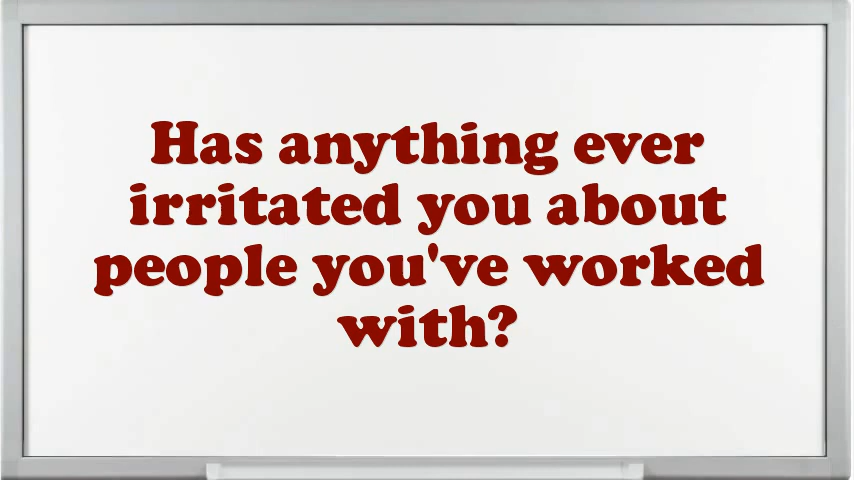 Has anything ever
irritated you about
people you've worked
with?